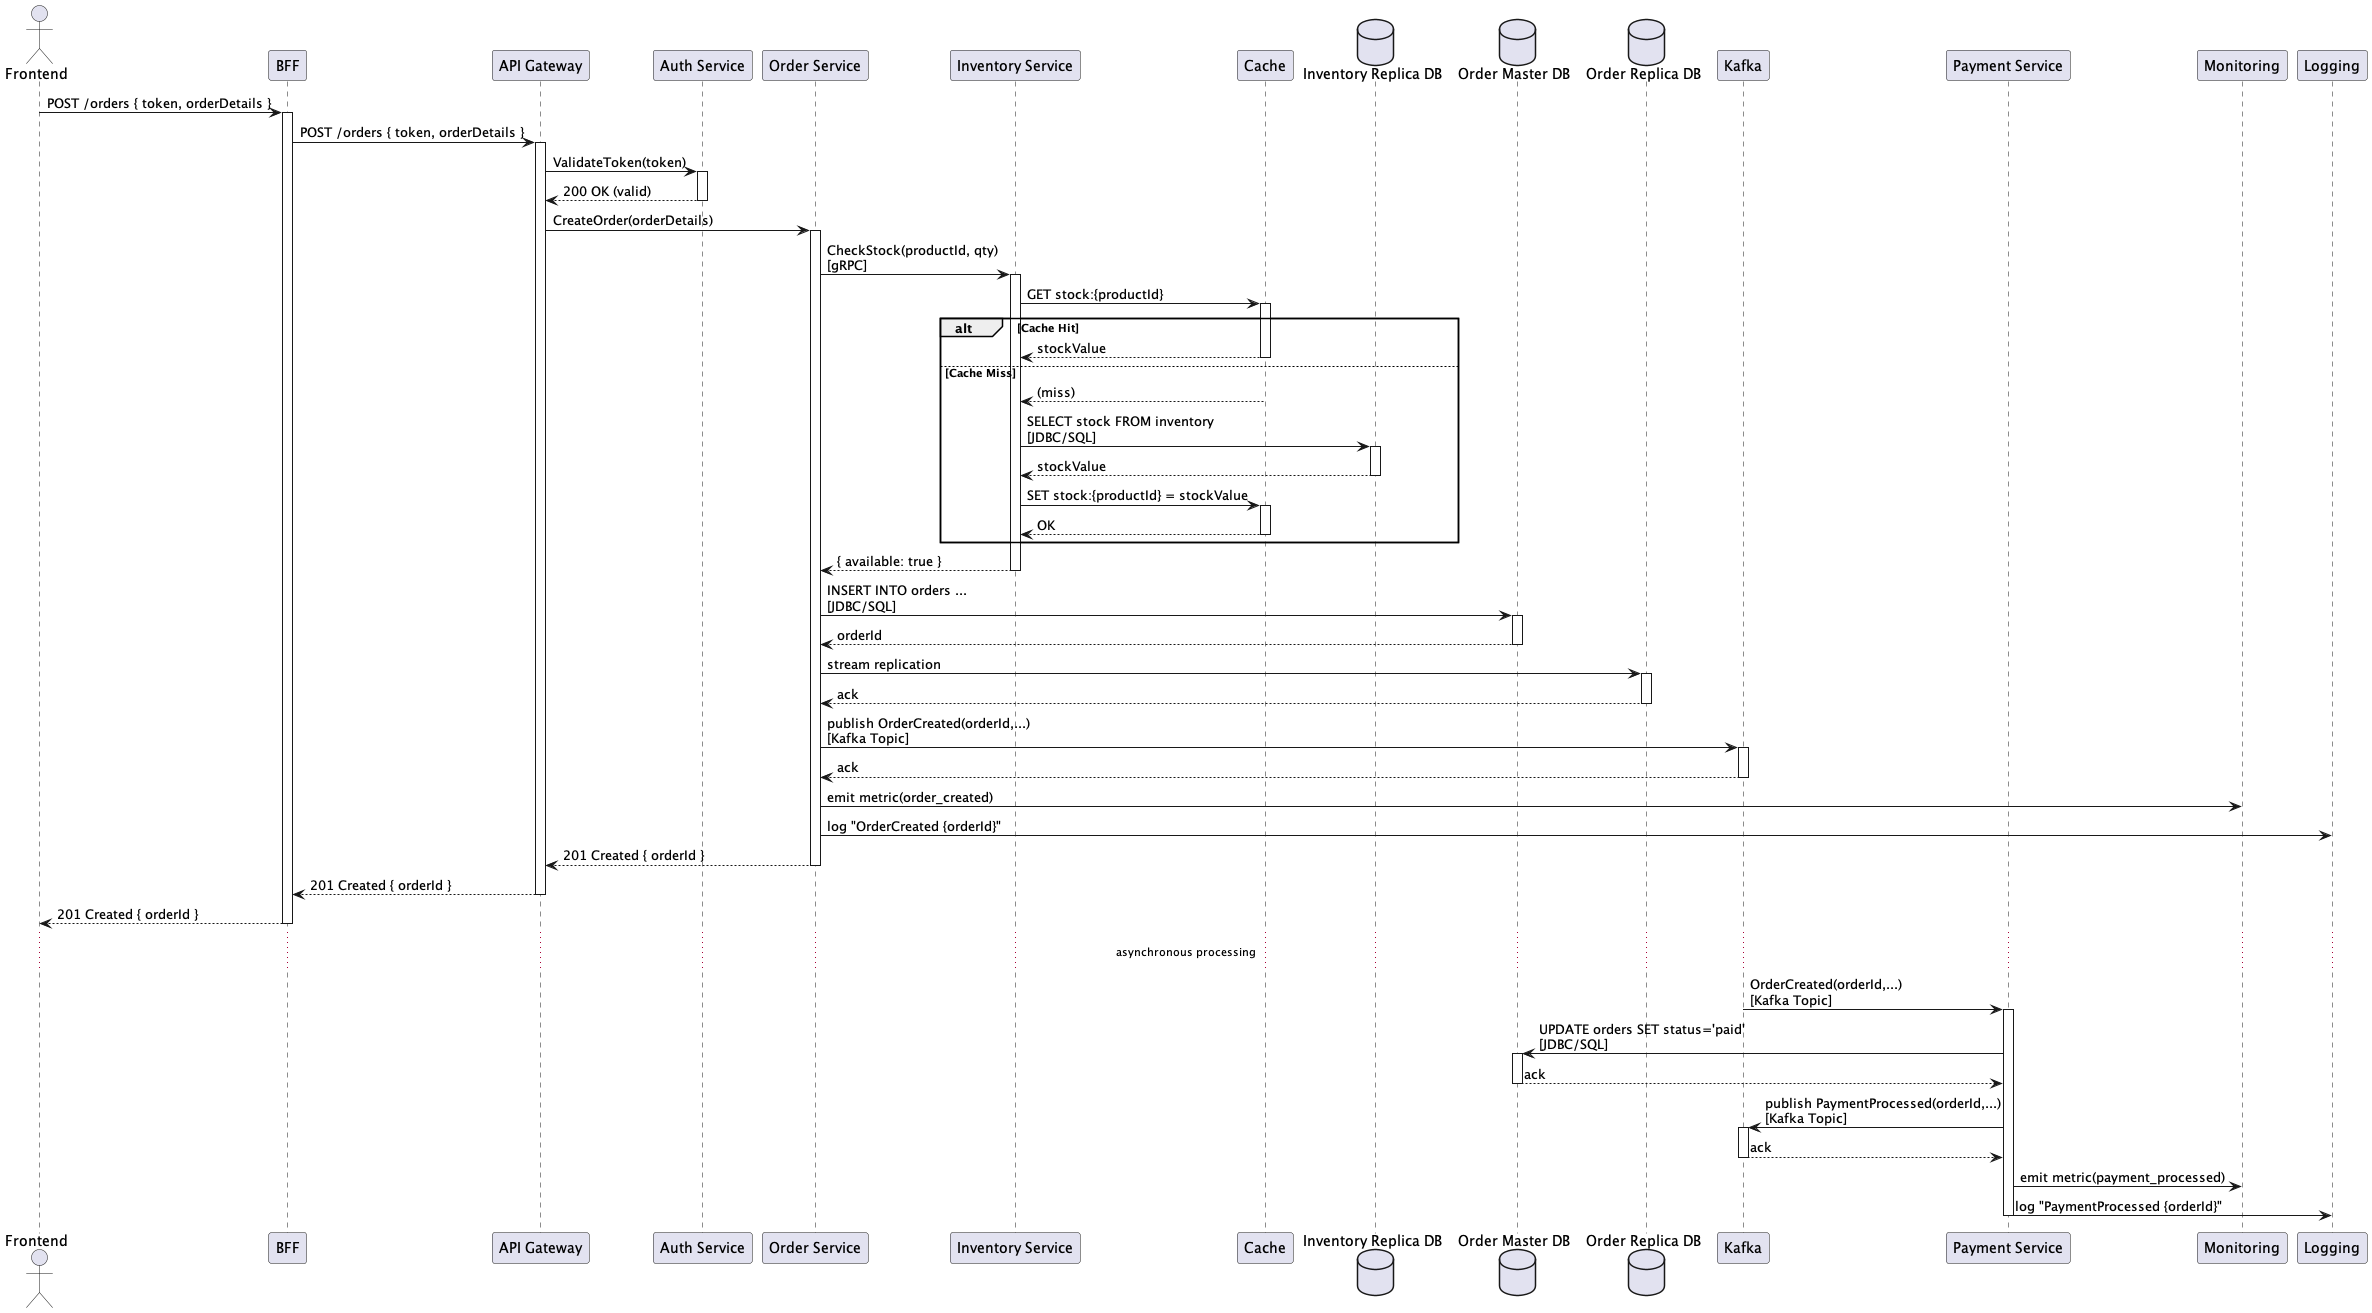 Frontend
BFF
API Gateway
Auth Service
Order Service
Inventory Service
Cache
Inventory Replica DB
Order Master DB
Order Replica DB
Kafka
Payment Service
Monitoring
Logging
POST /orders { token, orderDetails }
POST /orders { token, orderDetails }
ValidateToken(token)
200 OK (valid)
CreateOrder(orderDetails)
CheckStock(productId, qty)
[gRPC]
GET stock:{productId}
alt
[Cache Hit]
stockValue
[Cache Miss]
(miss)
SELECT stock FROM inventory
[JDBC/SQL]
stockValue
SET stock:{productId} = stockValue
OK
{ available: true }
INSERT INTO orders ...
[JDBC/SQL]
orderId
stream replication
ack
publish OrderCreated(orderId,...)
[Kafka Topic]
ack
emit metric(order_created)
log "OrderCreated {orderId}"
201 Created { orderId }
201 Created { orderId }
201 Created { orderId }
asynchronous processing
OrderCreated(orderId,...)
[Kafka Topic]
UPDATE orders SET status='paid'
[JDBC/SQL]
ack
publish PaymentProcessed(orderId,...)
[Kafka Topic]
ack
emit metric(payment_processed)
log "PaymentProcessed {orderId}"
Frontend
BFF
API Gateway
Auth Service
Order Service
Inventory Service
Cache
Inventory Replica DB
Order Master DB
Order Replica DB
Kafka
Payment Service
Monitoring
Logging